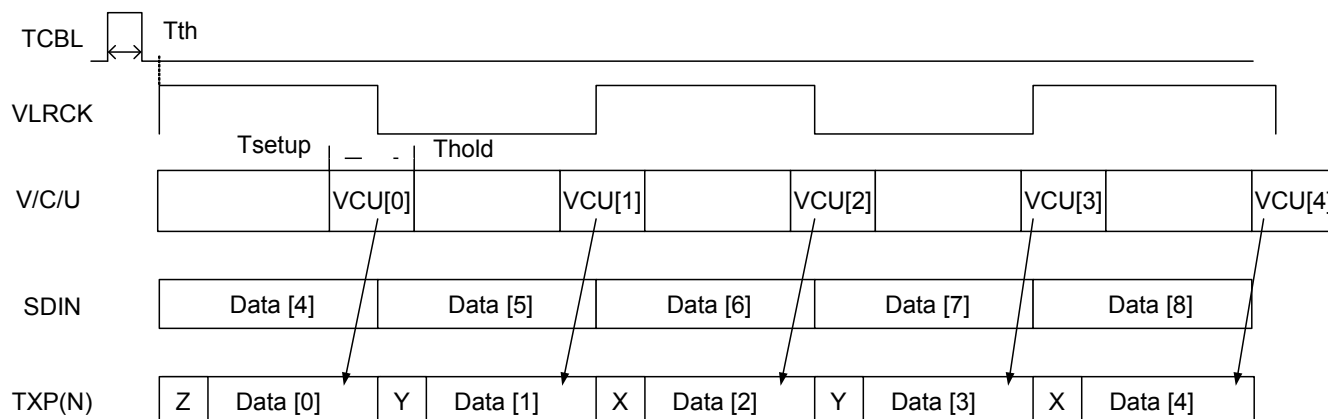 TCBL Tth
VLRCK
Tsetup Thold
V/C/U VCU[0] VCU[1] VCU[2] VCU[3] VCU[4]
SDIN Data [4] Data [5] Data [6] Data [7] Data [8]
TXP(N) Z Data [0] Y Data [1] X Data [2] Y Data [3] X Data [4]